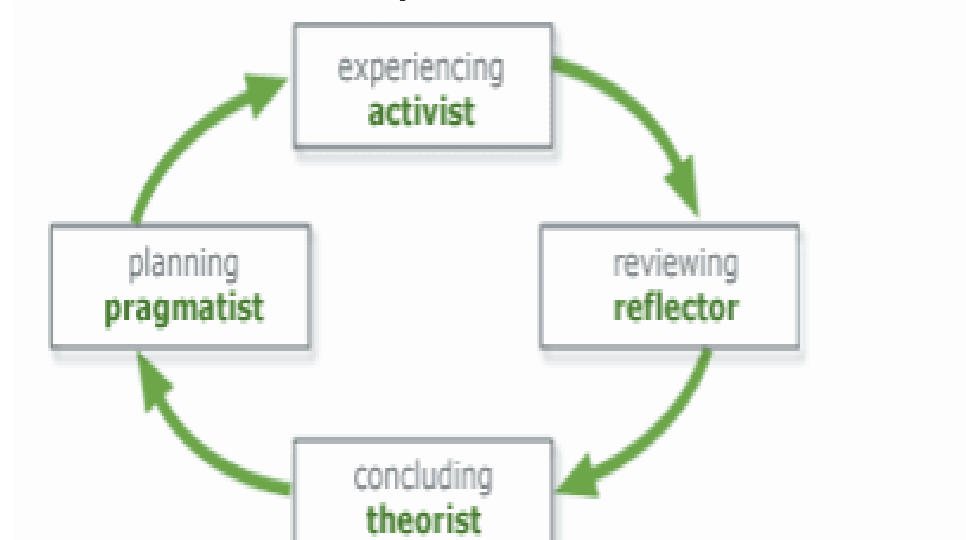 experiencing
activist
planning
pragmatist
reviewing
reflector
concluding
theorist